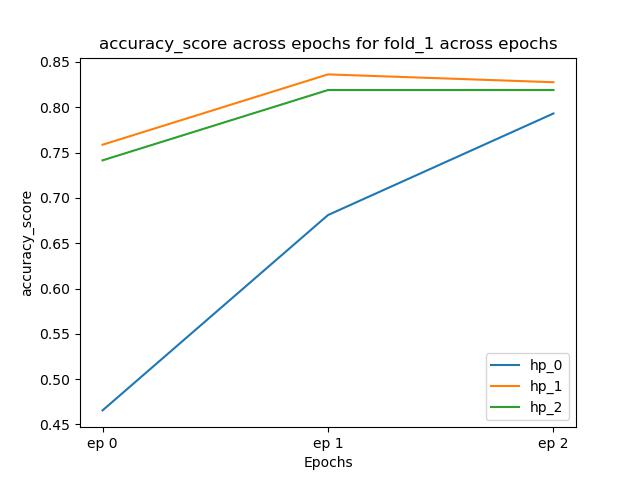 accuracy_score across epochs for fold_1 across epochs
0.85
0.80
0.75
0.70
0.65
0.60
0.55
0.50
0.45
accuracy_score
hp_0
hp_1
hp_2
ep 0 ep 1 ep 2
Epochs